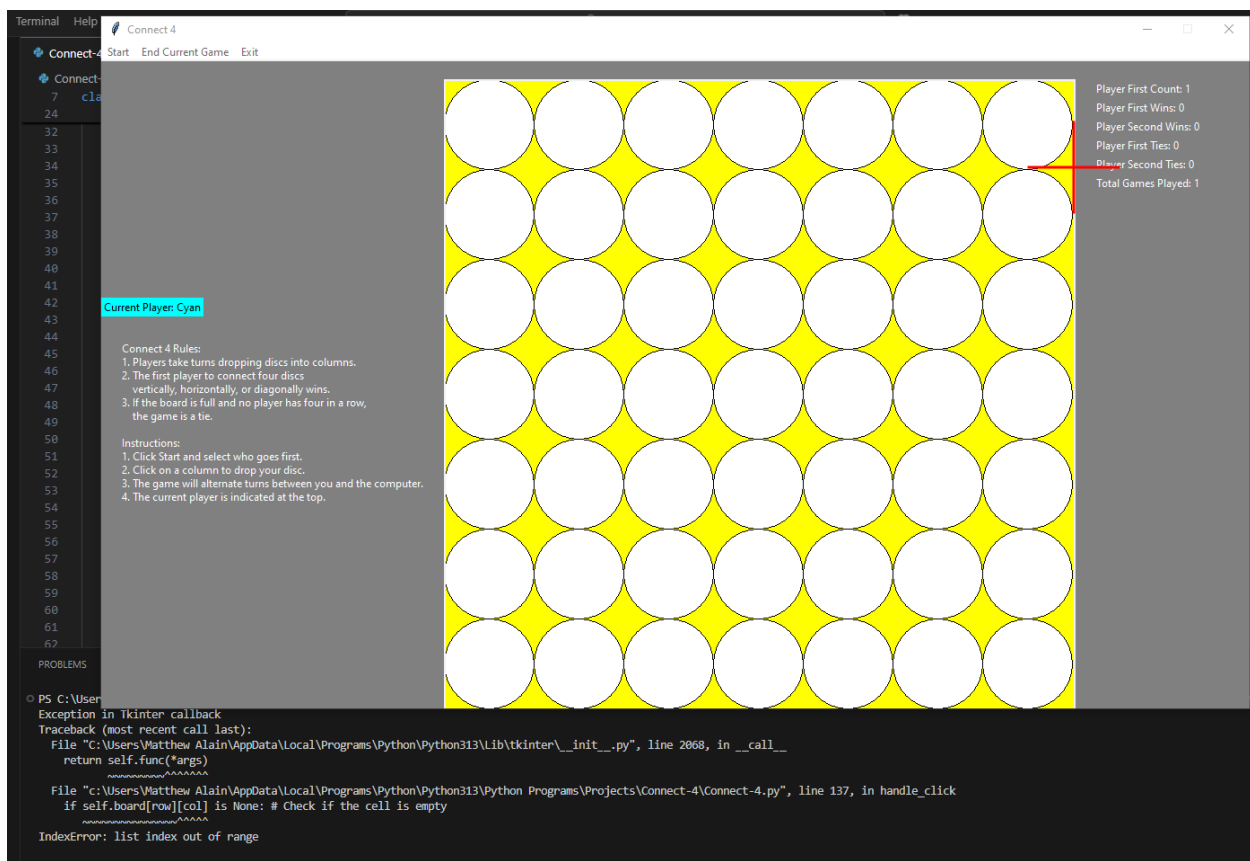 Terminal Help
Connect 4
Connect-4
Start End Current Game Exit
Connect-
7 cla
24
32
33
34
35
36
37
38
39
40
41
42
43
44
45
46
47
48
49
50
51
52
53
54
55
56
57
58
59
60
61
62
Player First Count: 1
Player First Wins: 0
Player Second Wins: 0
Player First Ties: 0
Player Second Ties: 0
Total Games Played: 1
Current Player: Cyan
Connect 4 Rules:
1. Players take turns dropping discs into columns.
2. The first player to connect four discs
vertically, horizontally, or diagonally wins.
3. If the board is full and no player has four in a row,
the game is a tie.
Instructions:
1. Click Start and select who goes first.
2. Click on a column to drop your disc.
3. The game will alternate turns between you and the computer.
4. The current player is indicated at the top.
PROBLEMS
PS C:\User
Exception in Tkinter callback
Traceback (most recent call last):
File "C:\Users\Matthew Alain\AppData\Local\Programs\Python\Python313\Lib\tkinter\__init__.py", line 2068, in __call__
return self.func(*args)
~~~~~~~~~^^^^^^^
File "c:\Users\Matthew Alain\AppData\Local\Programs\Python\Python313\Python Programs\Projects\Connect-4\Connect-4.py", line 137, in handle_click
if self.board[row][col] is None: # Check if the cell is empty
~~~~~~~~~~~~~~~^^^^^
IndexError: list index out of range